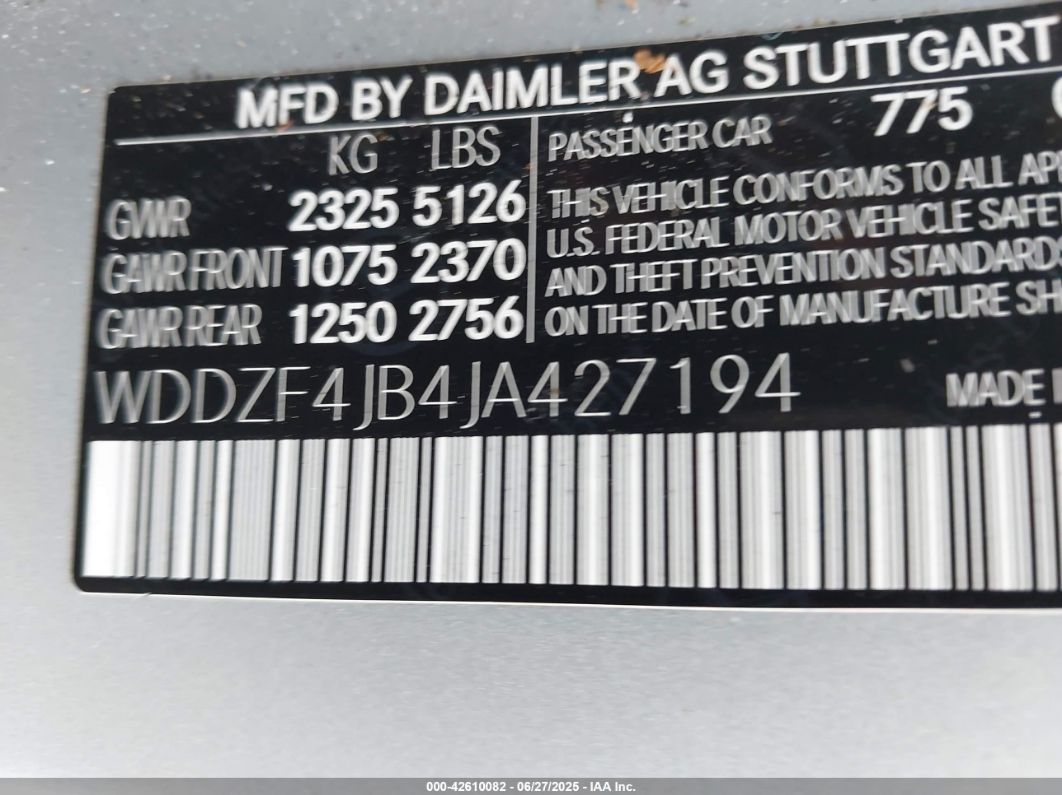 MFD BY DAIMLER AG STUTTGART
KG LBS
GVWR 2325 5126
GAWR FRONT 1075 2370
GAWR REAR 1250 2756
PASSENGER CAR 775
THIS VEHICLE CONFORMS TO ALL AP
U.S. FEDERAL MOTOR VEHICLE SAFE
AND THEFT PREVENTION STANDARDS
ON THE DATE OF MANUFACTURE SH
WDDZF4JB4JA427194 MADE
000-42610082 - 06/27/2025 - IAA Inc.